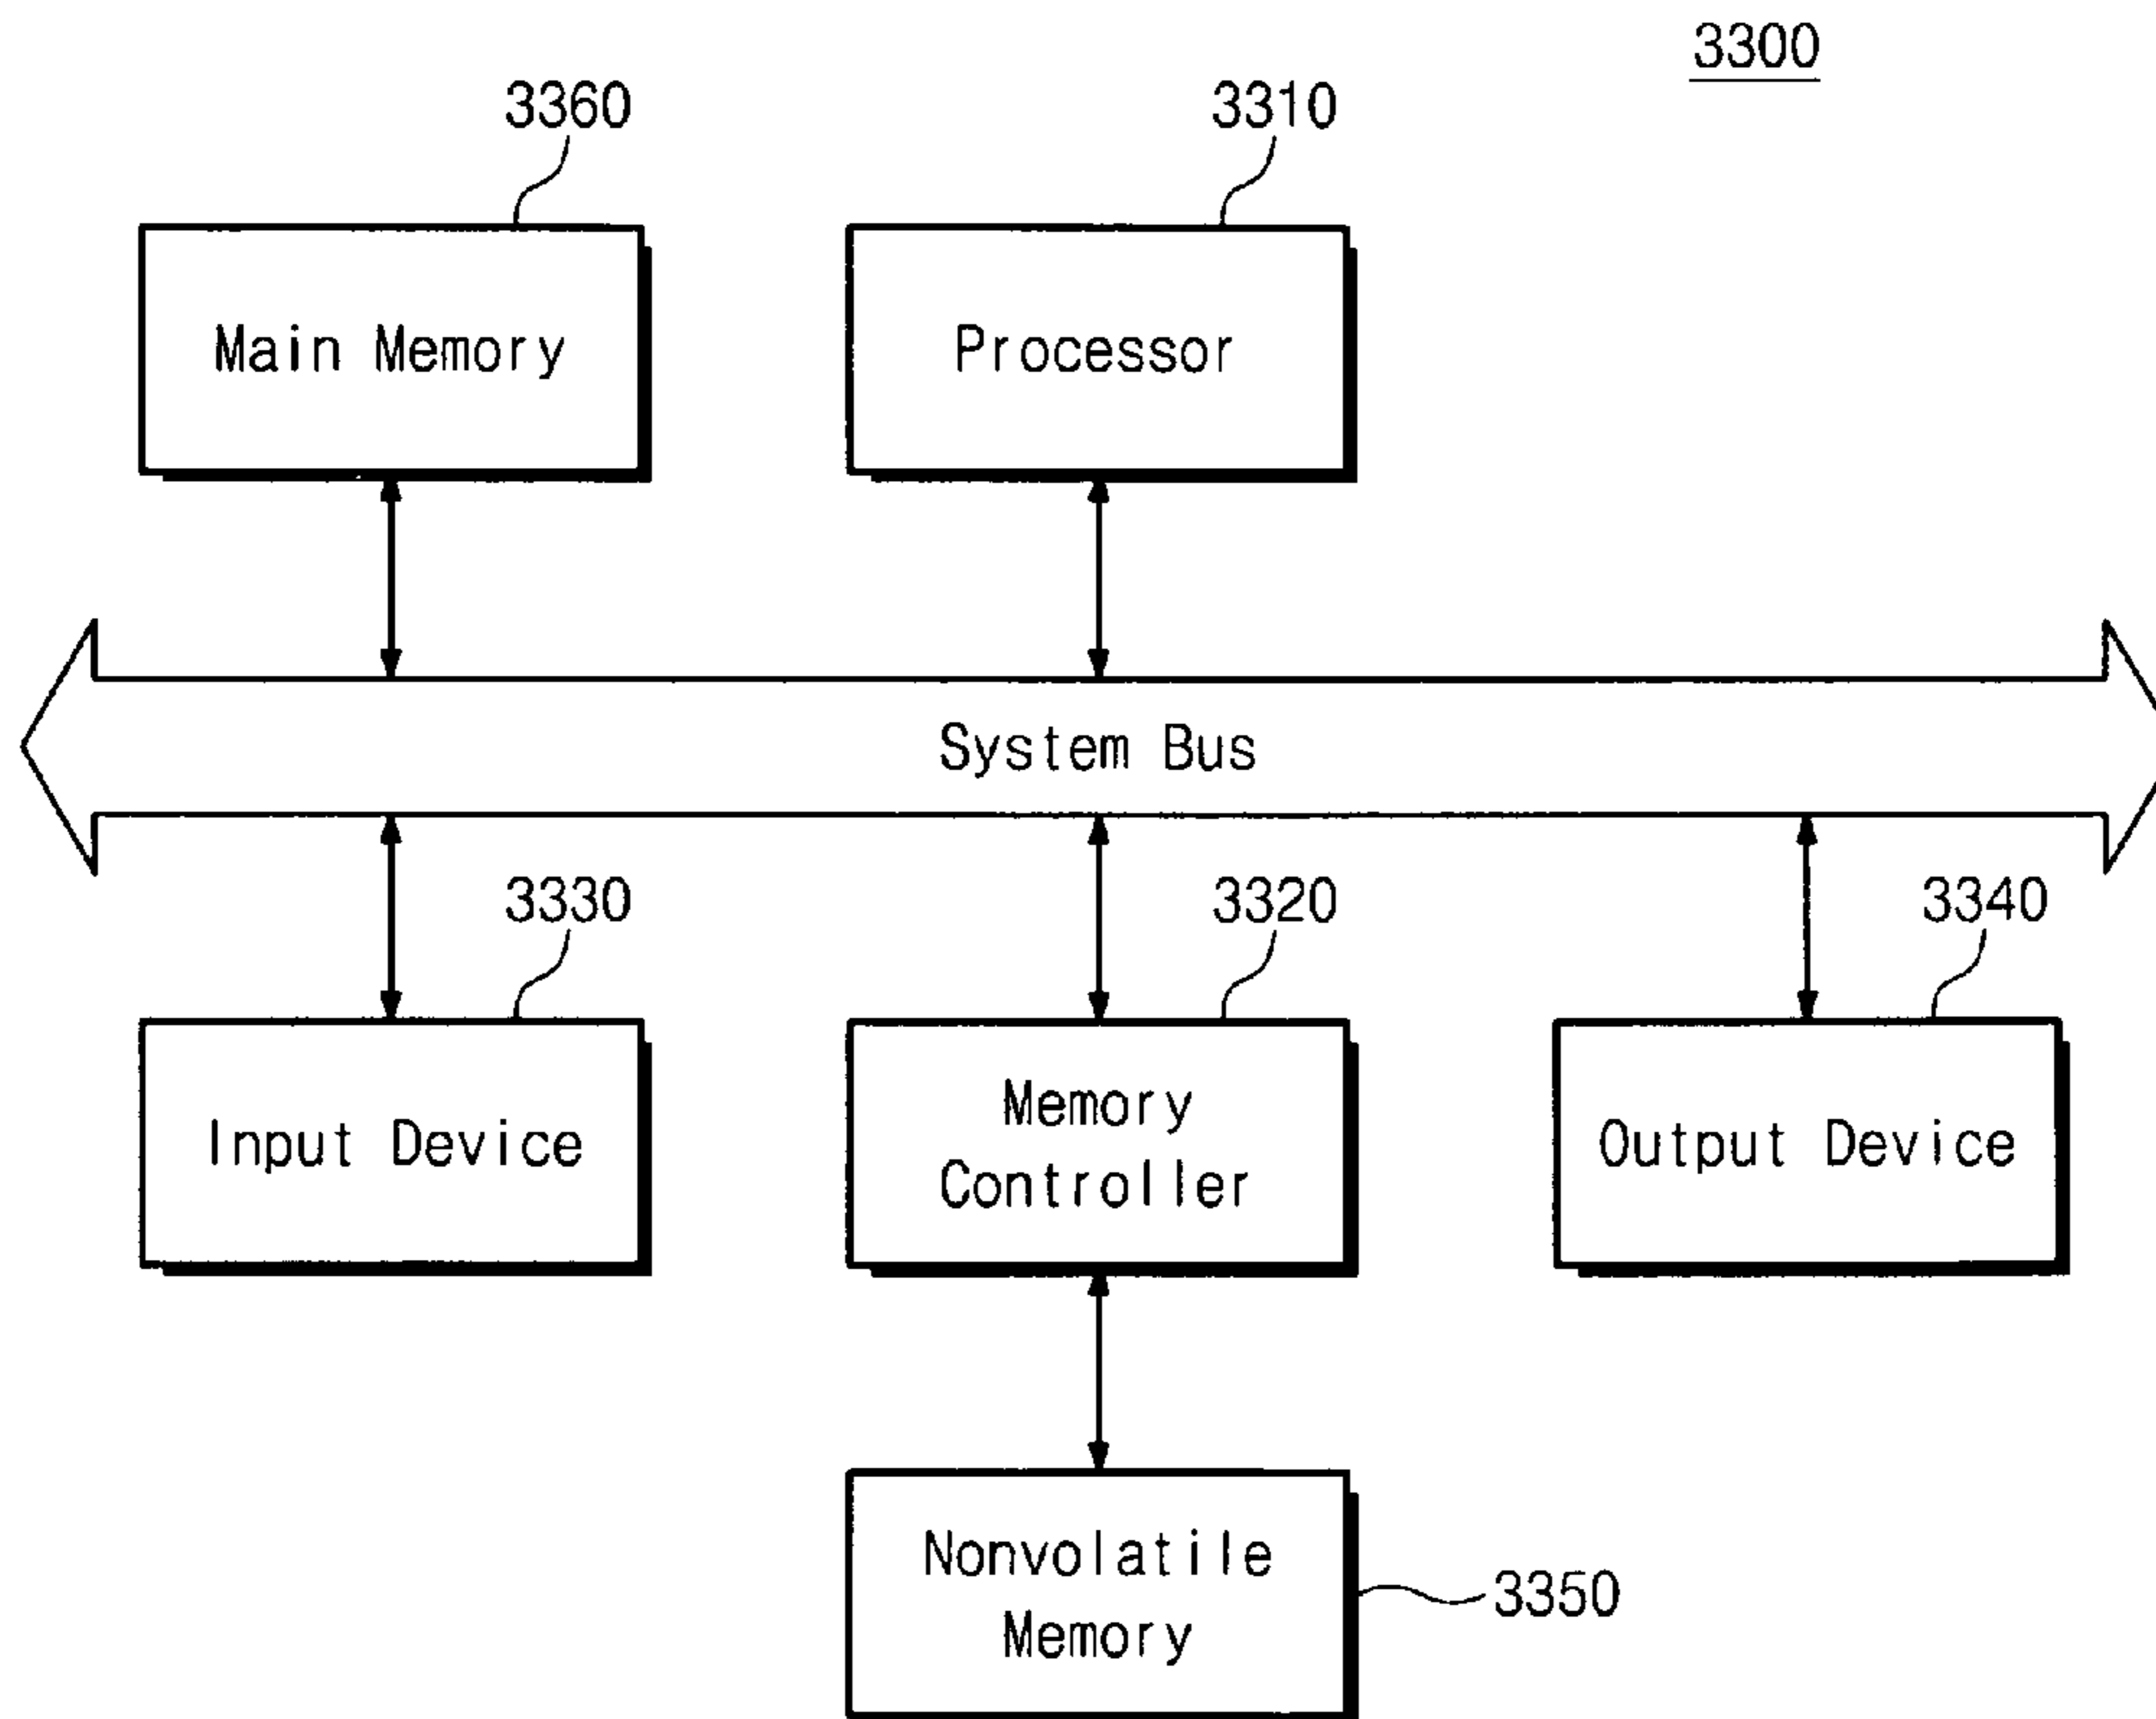 3300
3360
3310
Main Memory
Processor
System Bus
3330
3320
3340
Input Device
Memory
Controller
Output Device
Nonvolatile
Memory
3350